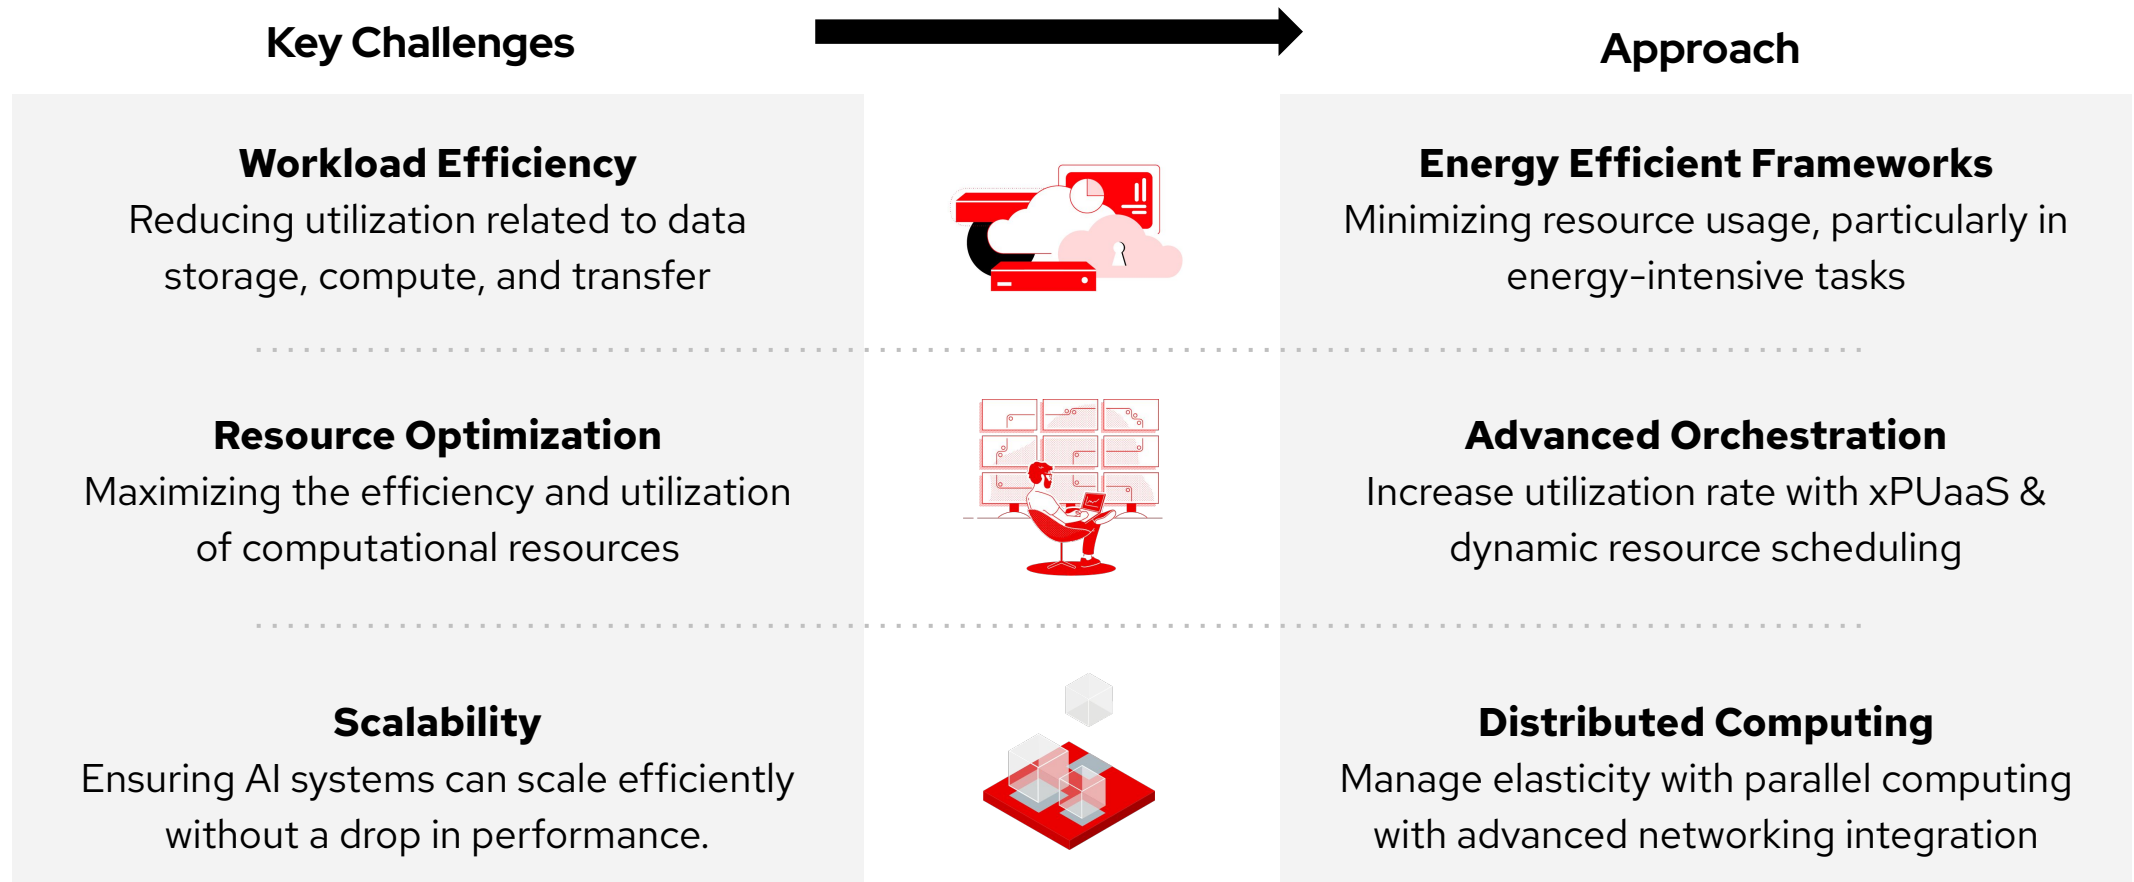 Key Challenges
Approach
Workload Efficiency
Reducing utilization related to data
storage, compute, and transfer
Energy Efficient Frameworks
Minimizing resource usage, particularly in
energy-intensive tasks
Resource Optimization
Maximizing the efficiency and utilization
of computational resources
Advanced Orchestration
Increase utilization rate with xPUaaS &
dynamic resource scheduling
Scalability
Ensuring AI systems can scale efficiently
without a drop in performance.
Distributed Computing
Manage elasticity with parallel computing
with advanced networking integration